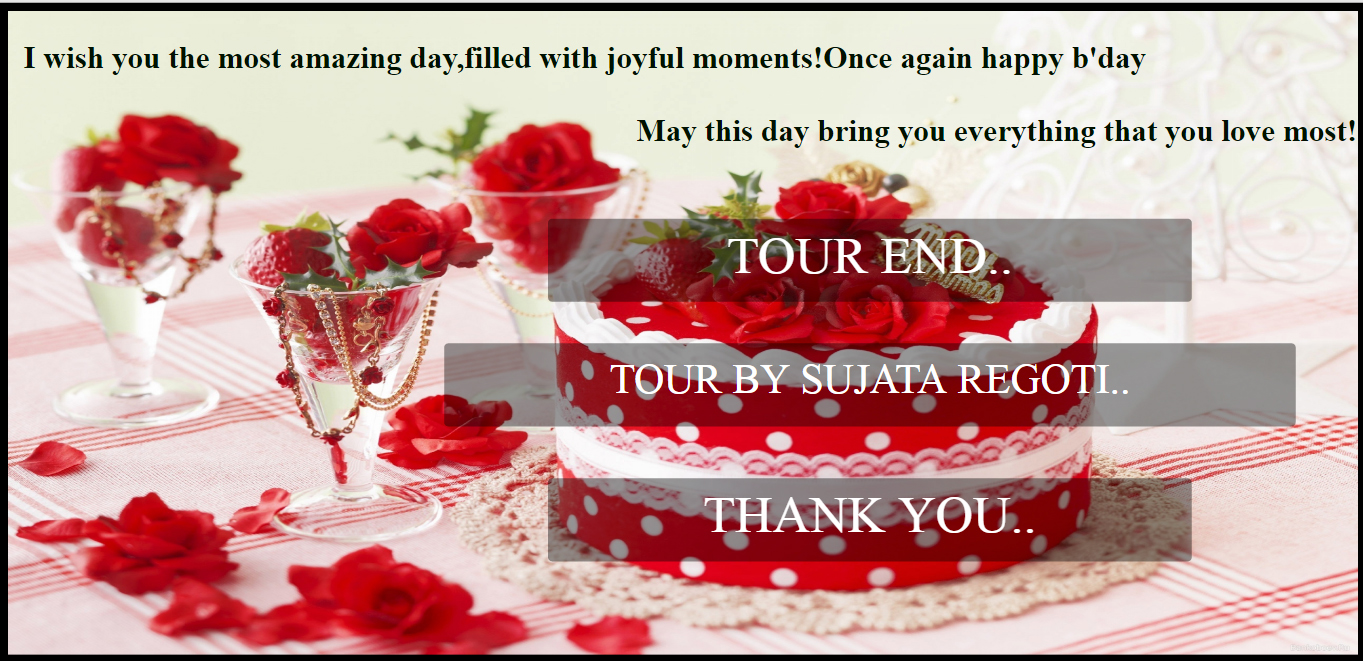 I wish you the most amazing day,filled with joyful moments!Once again happy b'day
May this day bring you everything that you love most!
TOUR END..
TOUR BY SUJATA REGOTI..
THANK YOU..